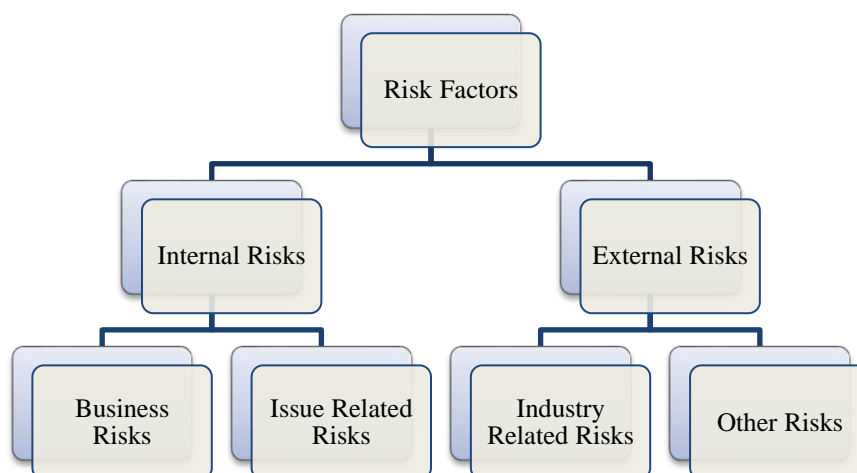 Risk Factors
Internal Risks
External Risks
Business
Risks
Issue Related
Risks
Industry
Related Risks
Other Risks